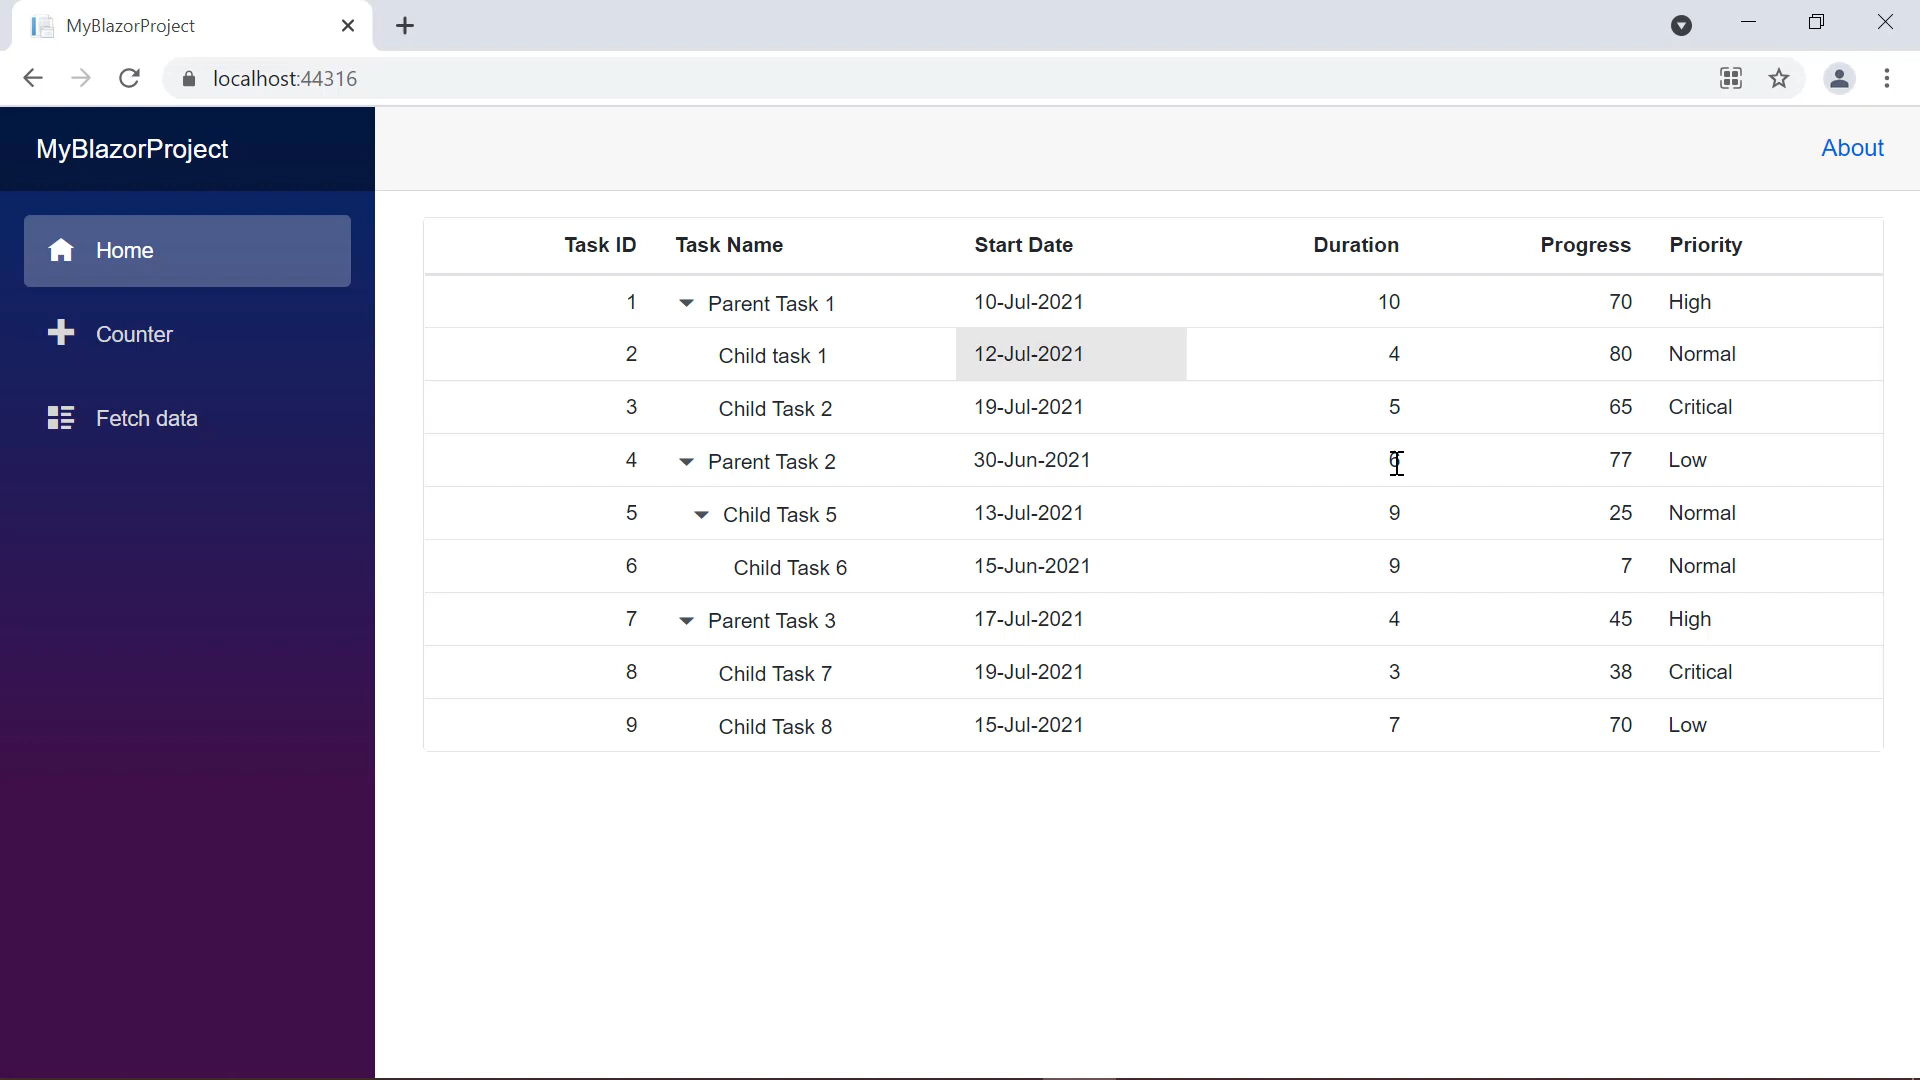 MyBlazorProject
localhost:44316
MyBlazorProject
About
Home
Counter
Fetch data
Task ID Task Name Start Date Duration Progress Priority
1 Parent Task 1 10-Jul-2021 10 70 High
2 Child task 1 12-Jul-2021 4 80 Normal
3 Child Task 2 19-Jul-2021 5 65 Critical
4 Parent Task 2 30-Jun-2021 6 77 Low
5 Child Task 5 13-Jul-2021 9 25 Normal
6 Child Task 6 15-Jun-2021 9 7 Normal
7 Parent Task 3 17-Jul-2021 4 45 High
8 Child Task 7 19-Jul-2021 3 38 Critical
9 Child Task 8 15-Jul-2021 7 70 Low